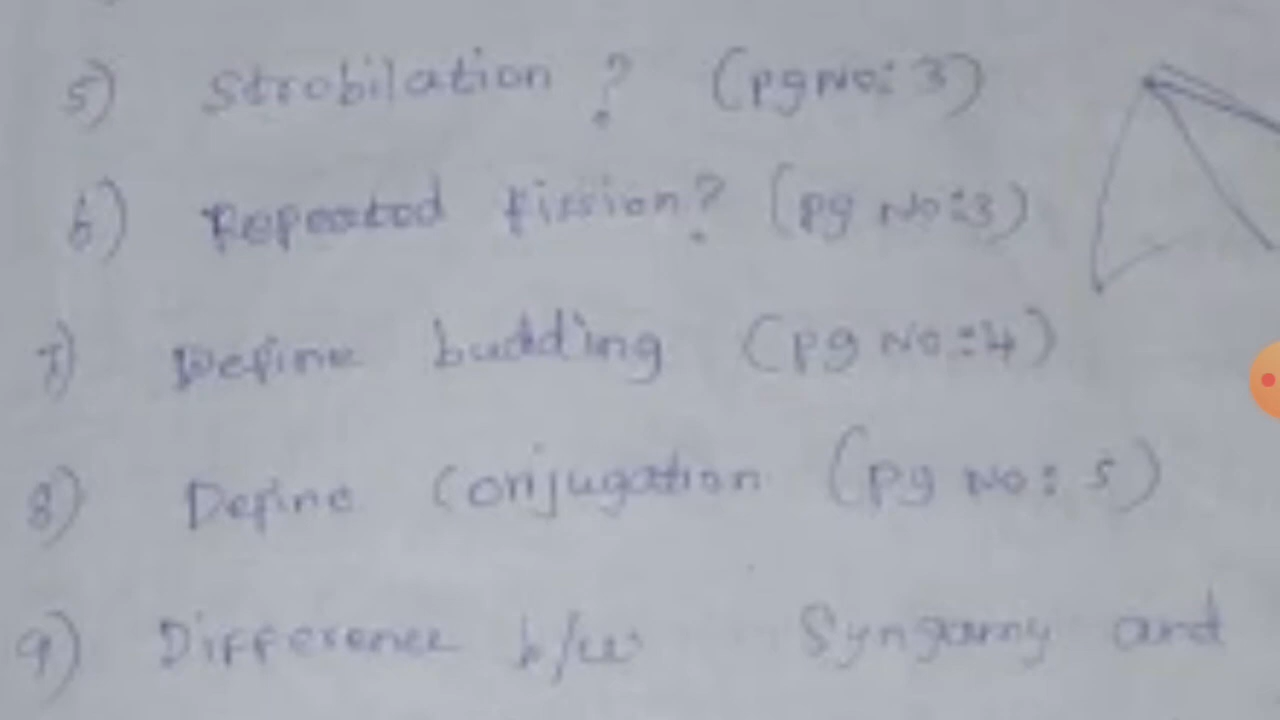 5) Strobilation ? (pg No: 3)
6) Repeated fission? (pg No:3)
7) Define budding (pg No.:4)
8) Define Conjugation (pg No: 5)
9) Difference b/w Syngamy and